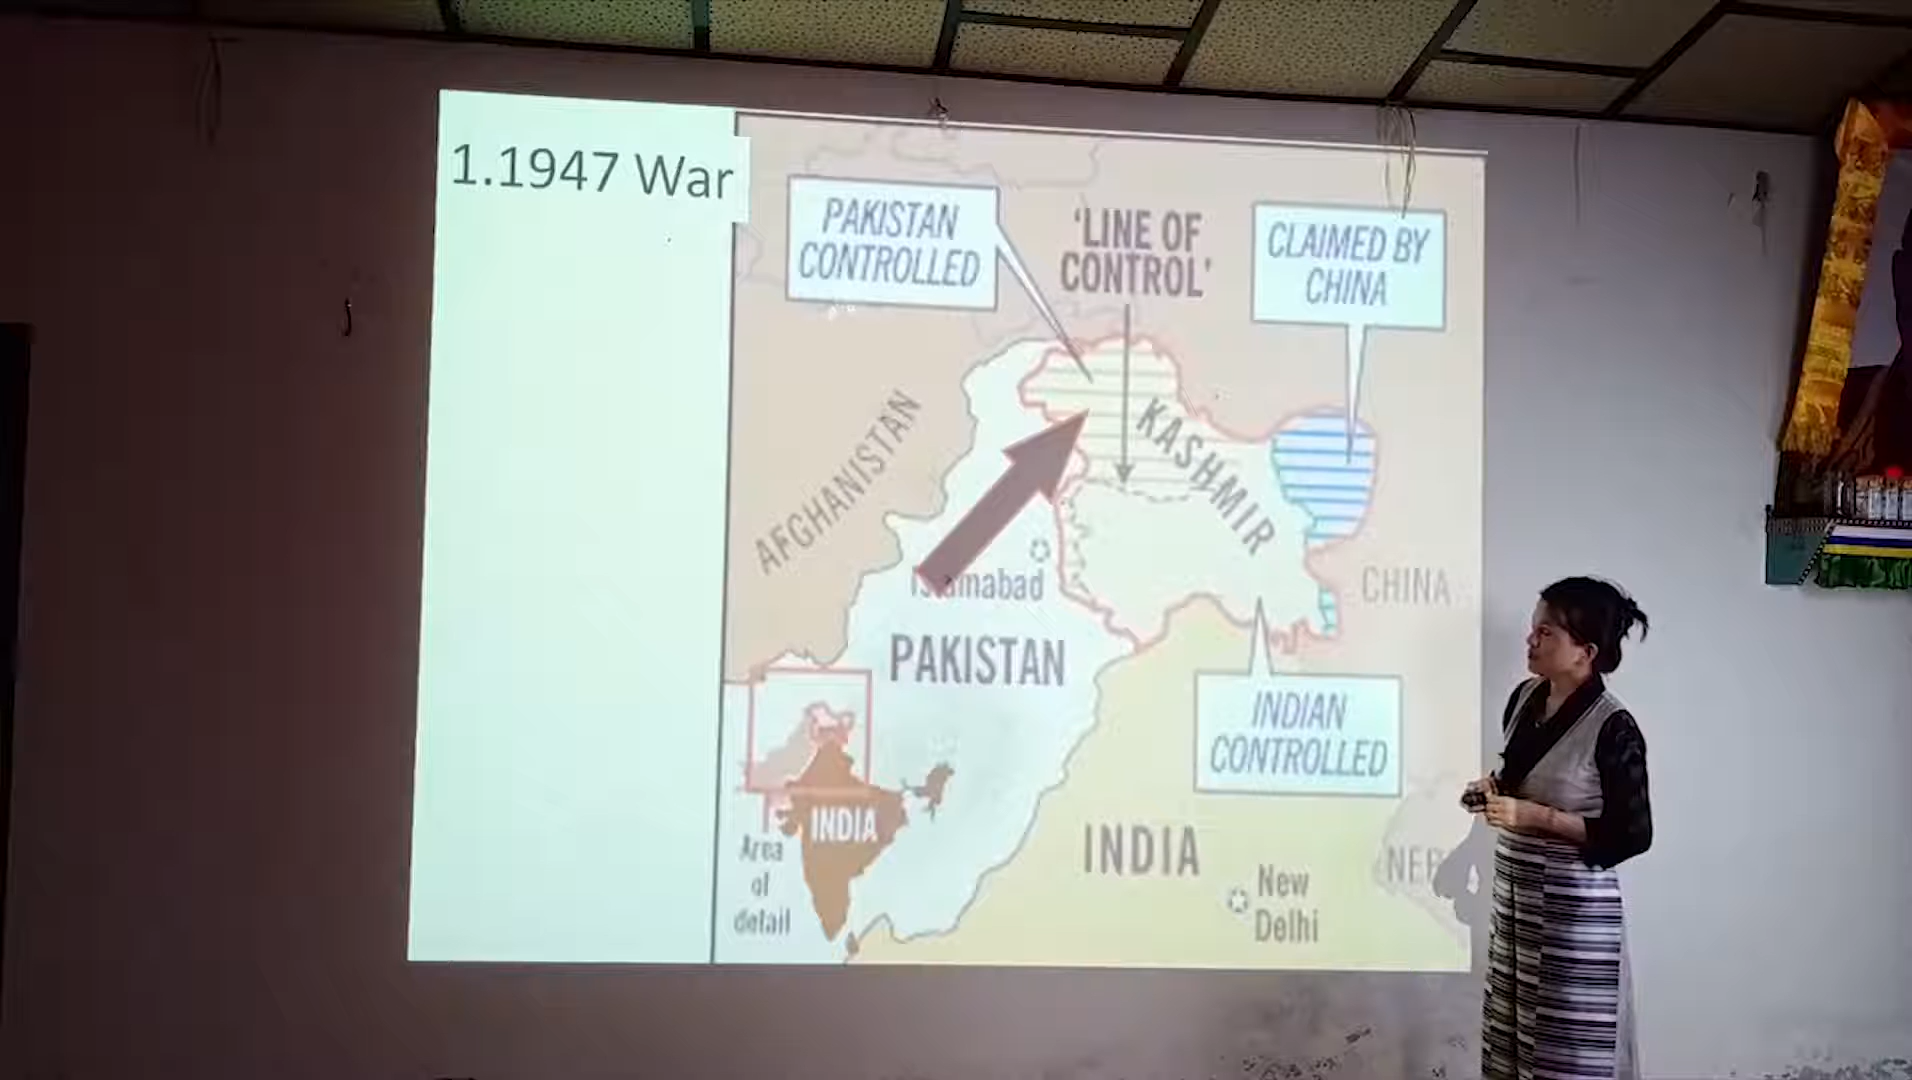 1.1947 War
PAKISTAN
CONTROLLED
'LINE OF
CONTROL'
CLAIMED BY
CHINA
AFGHANISTAN
KASHMIR
Islamabad
CHINA
PAKISTAN
INDIAN
CONTROLLED
INDIA
Area
of
detail
INDIA
New
Delhi